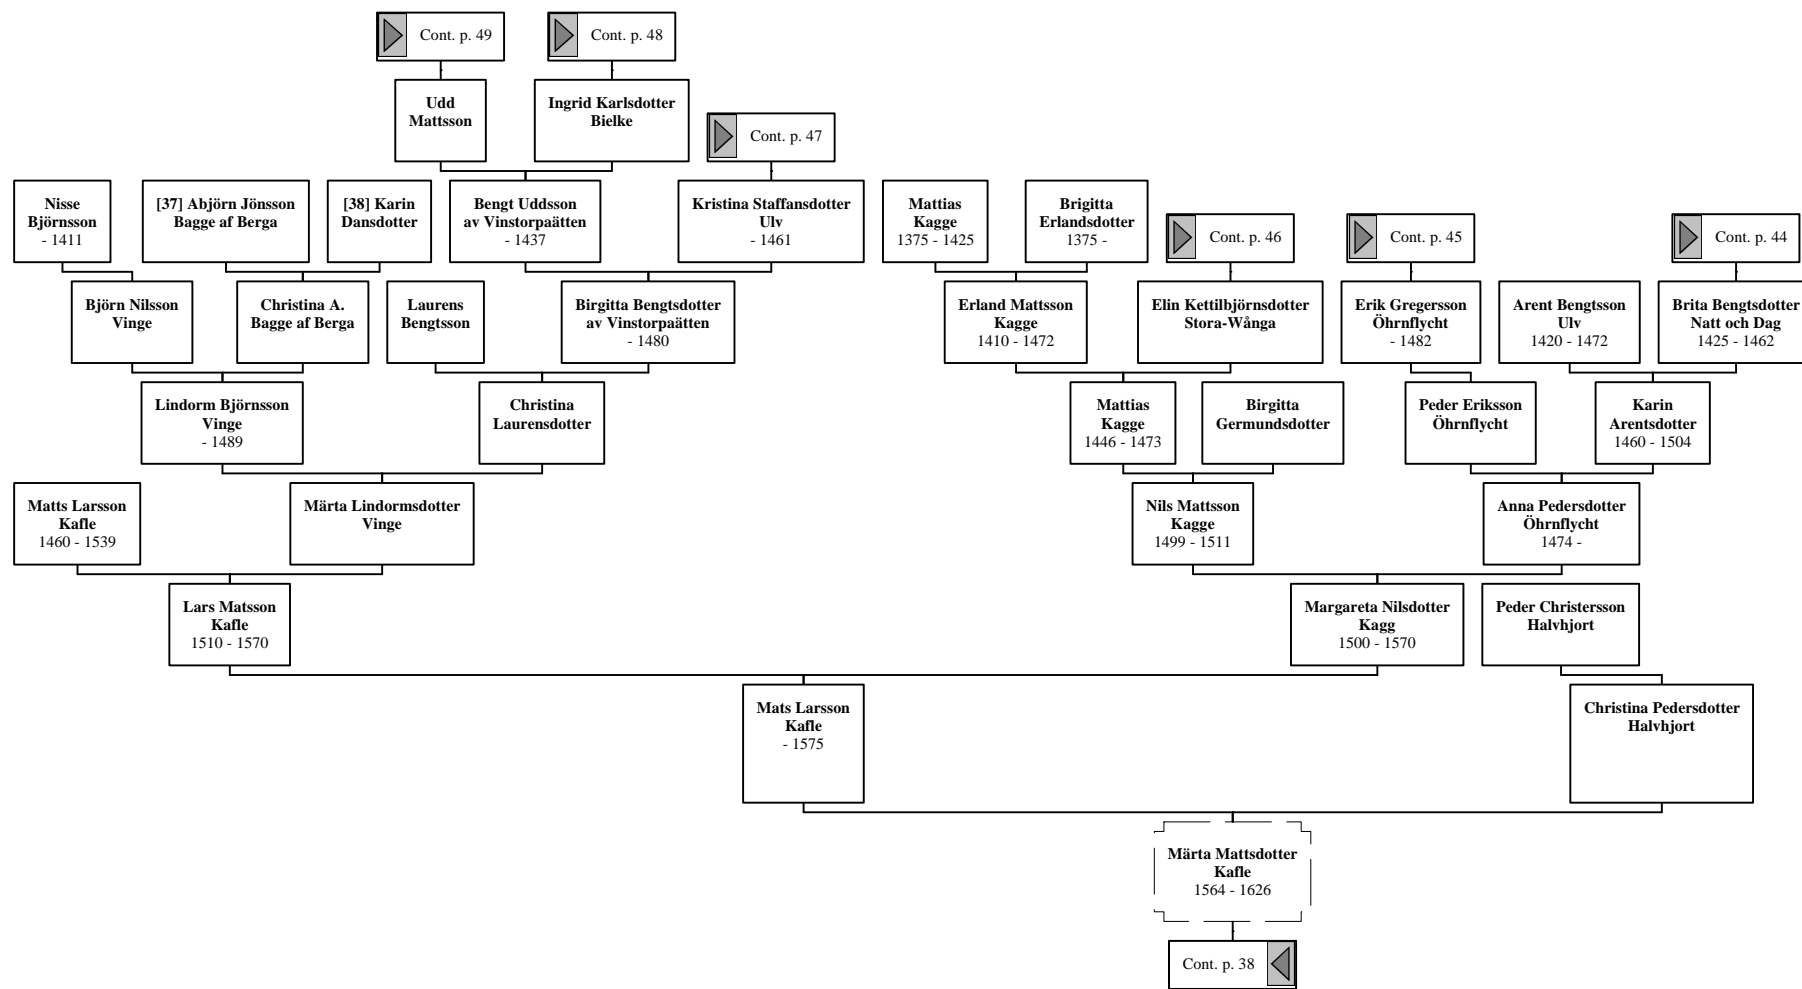 Cont. p. 49
Cont. p. 48
Udd
Mattsson
Ingrid Karlsdotter
Bielke
Cont. p. 47
Nisse
Björnsson
- 1411
[37] Abjörn Jönsson
Bagge af Berga
[38] Karin
Dansdotter
Bengt Uddsson
av Vinstorpaätten
- 1437
Kristina Staffansdotter
Ulv
- 1461
Mattias
Kagge
1375 - 1425
Brigitta
Erlandsdotter
1375 -
Cont. p. 46
Cont. p. 45
Cont. p. 44
Björn Nilsson
Vinge
Christina A.
Bagge af Berga
Laurens
Bengtsson
Birgitta Bengtsdotter
av Vinstorpaätten
- 1480
Erland Mattsson
Kagge
1410 - 1472
Elin Kettilbjörnsdotter
Stora-Wånga
Erik Gregersson
Öhrnflycht
- 1482
Arent Bengtsson
Ulv
1420 - 1472
Brita Bengtsdotter
Natt och Dag
1425 - 1462
Lindorm Björnsson
Vinge
- 1489
Christina
Laurensdotter
Mattias
Kagge
1446 - 1473
Birgitta
Germundsdotter
Peder Eriksson
Öhrnflycht
Karin
Arentsdotter
1460 - 1504
Matts Larsson
Kafle
1460 - 1539
Märta Lindormsdotter
Vinge
Nils Mattsson
Kagge
1499 - 1511
Anna Pedersdotter
Öhrnflycht
1474 -
Lars Matsson
Kafle
1510 - 1570
Margareta Nilsdotter
Kagg
1500 - 1570
Peder Christersson
Halvhjort
Mats Larsson
Kafle
- 1575
Christina Pedersdotter
Halvhjort
Märta Mattsdotter
Kafle
1564 - 1626
Cont. p. 38